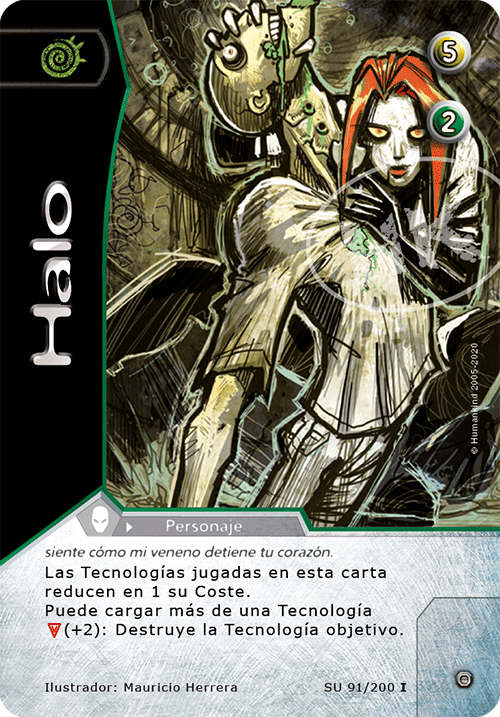 5
2
Halo
© Humankind 2005-2020
Personaje
siente cómo mi veneno detiene tu corazón.
Las Tecnologías jugadas en esta carta
reducen en 1 su Coste.
Puede cargar más de una Tecnología
(+2): Destruye la Tecnología objetivo.
Ilustrador: Mauricio Herrera SU 91/200 I